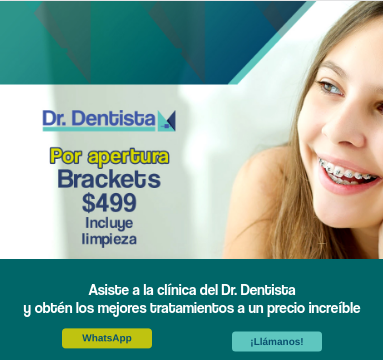 Dr. Dentista
Por apertura
Brackets
$499
Incluye
limpieza
Asiste a la clínica del Dr. Dentista
y obtén los mejores tratamientos a un precio increíble
WhatsApp
¡Llámanos!